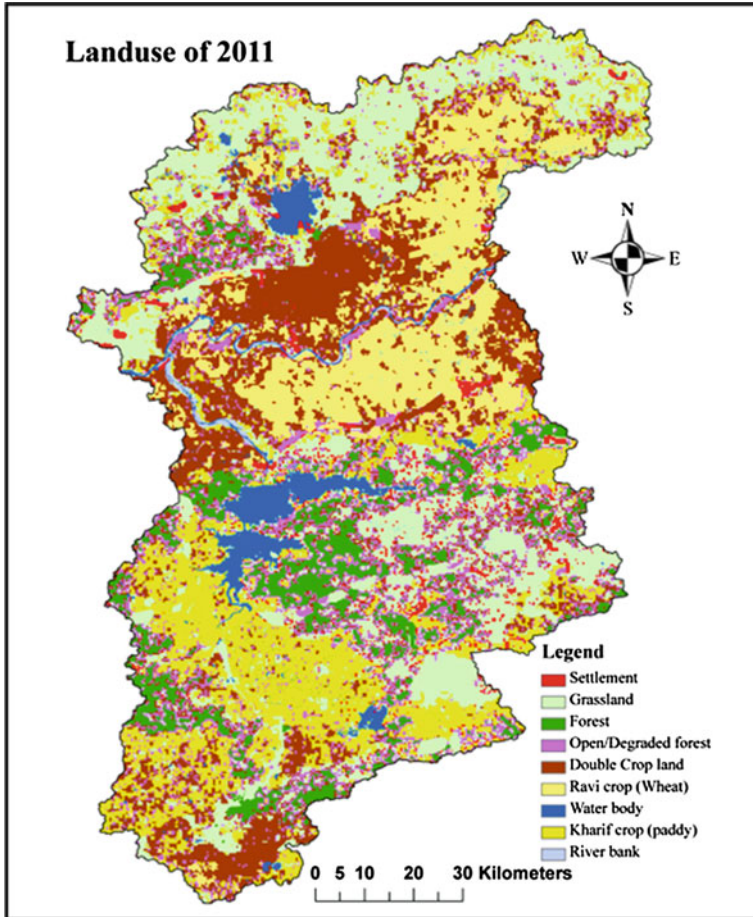 Landuse of 2011
N
W E
S
Legend
Settlement
Grassland
Forest
Open/Degraded forest
Double Crop land
Ravi crop (Wheat)
Water body
Kharif crop (paddy)
River bank
0 5 10 20 30 Kilometers